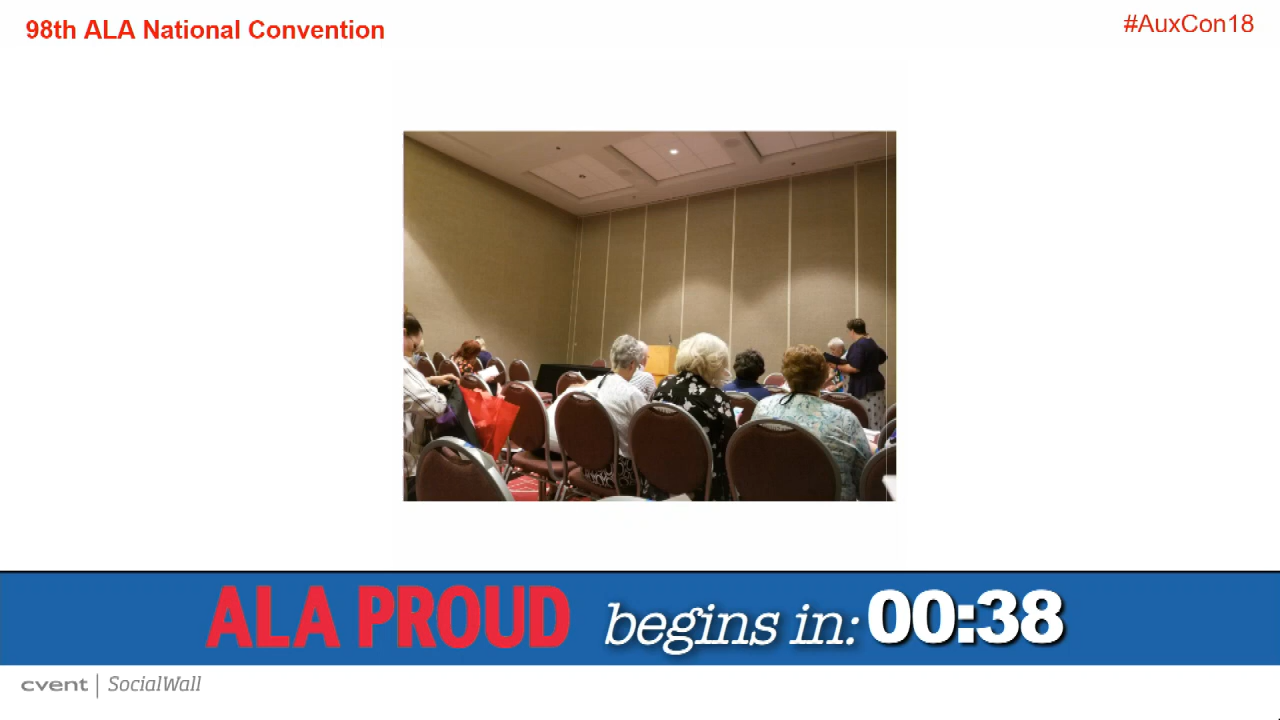 98th ALA National Convention
#AuxCon18
ALA PROUD begins in: 00:38
cvent | SocialWall